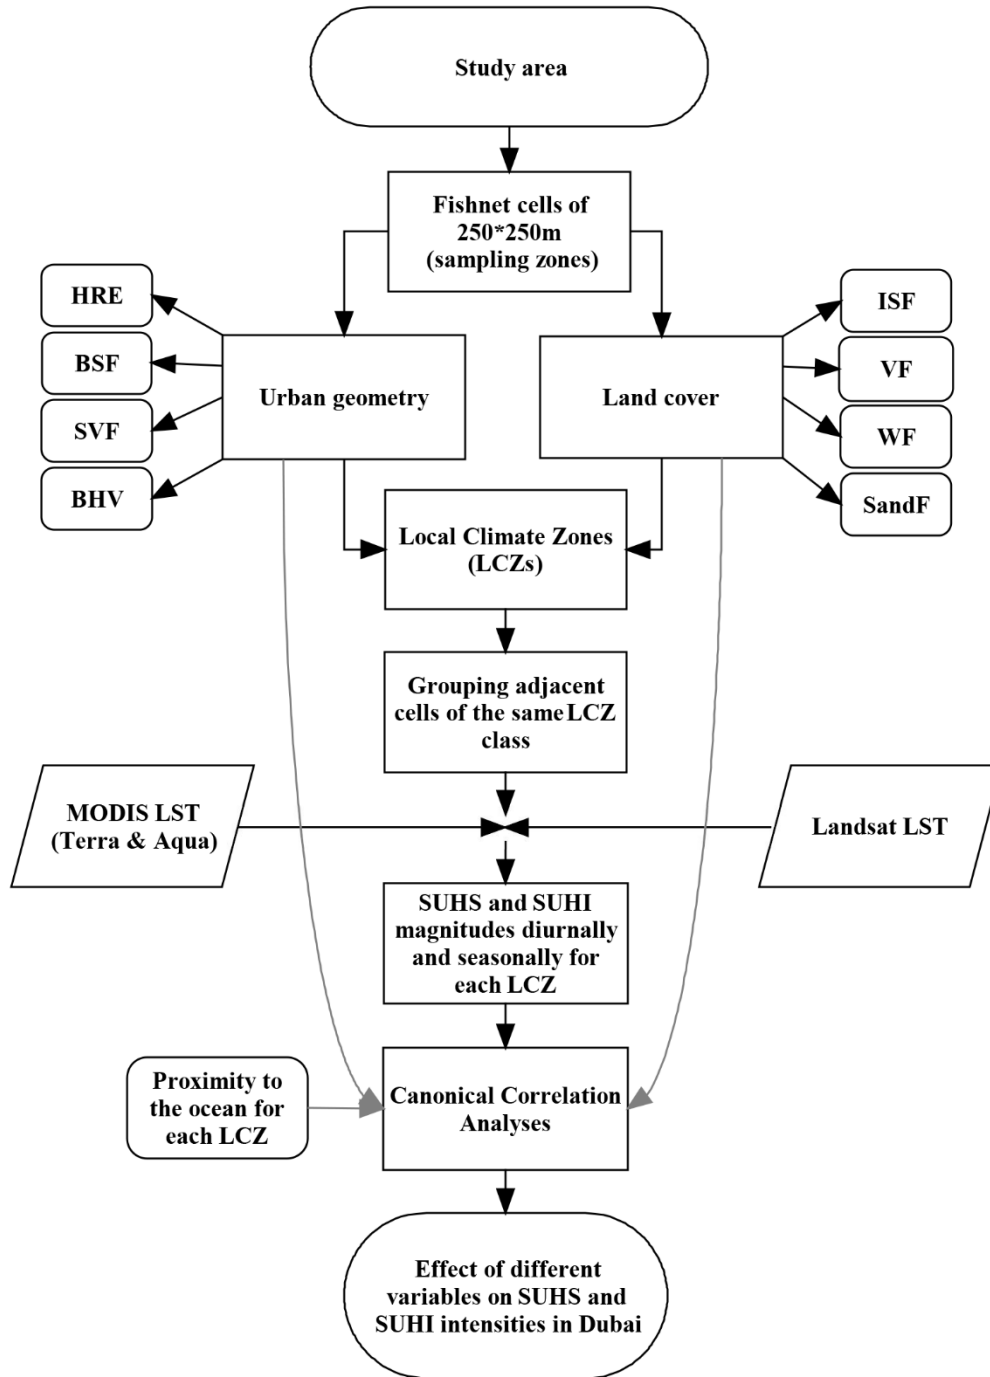 Study area
Fishnet cells of
250*250m
(sampling zones)
HRE
BSF
SVF
BHV
Urban geometry
Land cover
ISF
VF
WF
SandF
Local Climate Zones
(LCZs)
Grouping adjacent
cells of the same LCZ
class
MODIS LST
(Terra & Aqua)
Landsat LST
SUHS and SUHI
magnitudes diurnally
and seasonally for
each LCZ
Proximity to
the ocean for
each LCZ
Canonical Correlation
Analyses
Effect of different
variables on SUHS and
SUHI intensities in Dubai